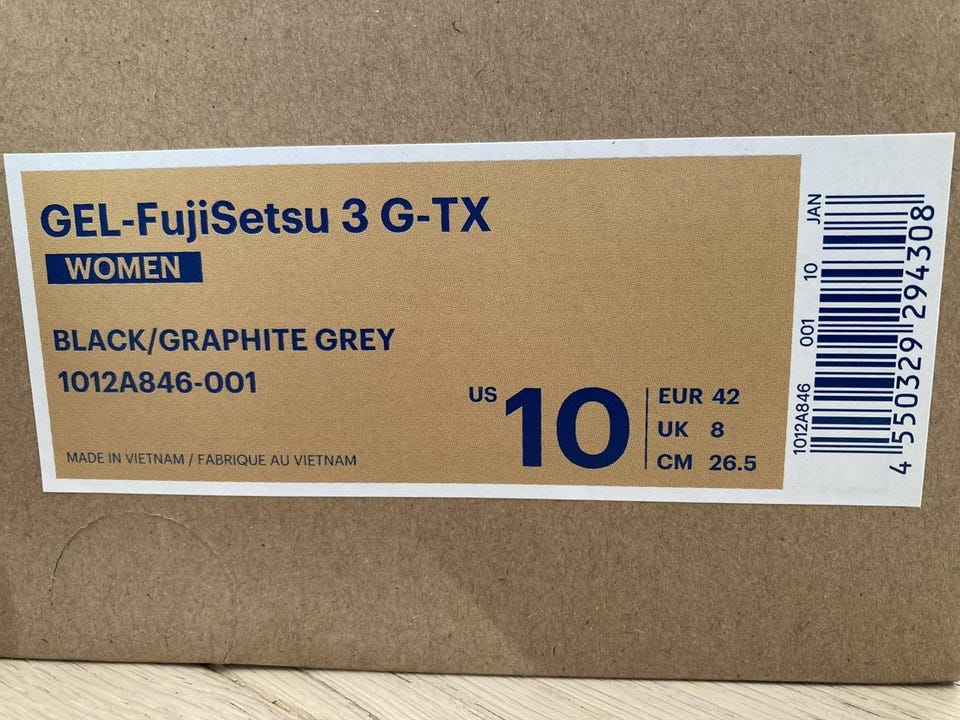 GEL-FujiSetsu 3 G-TX
WOMEN
BLACK/GRAPHITE GREY
1012A846-001
MADE IN VIETNAM / FABRIQUE AU VIETNAM
US 10
EUR 42
UK 8
CM 26.5
1012A846 001 10 JAN
4 550329 294308